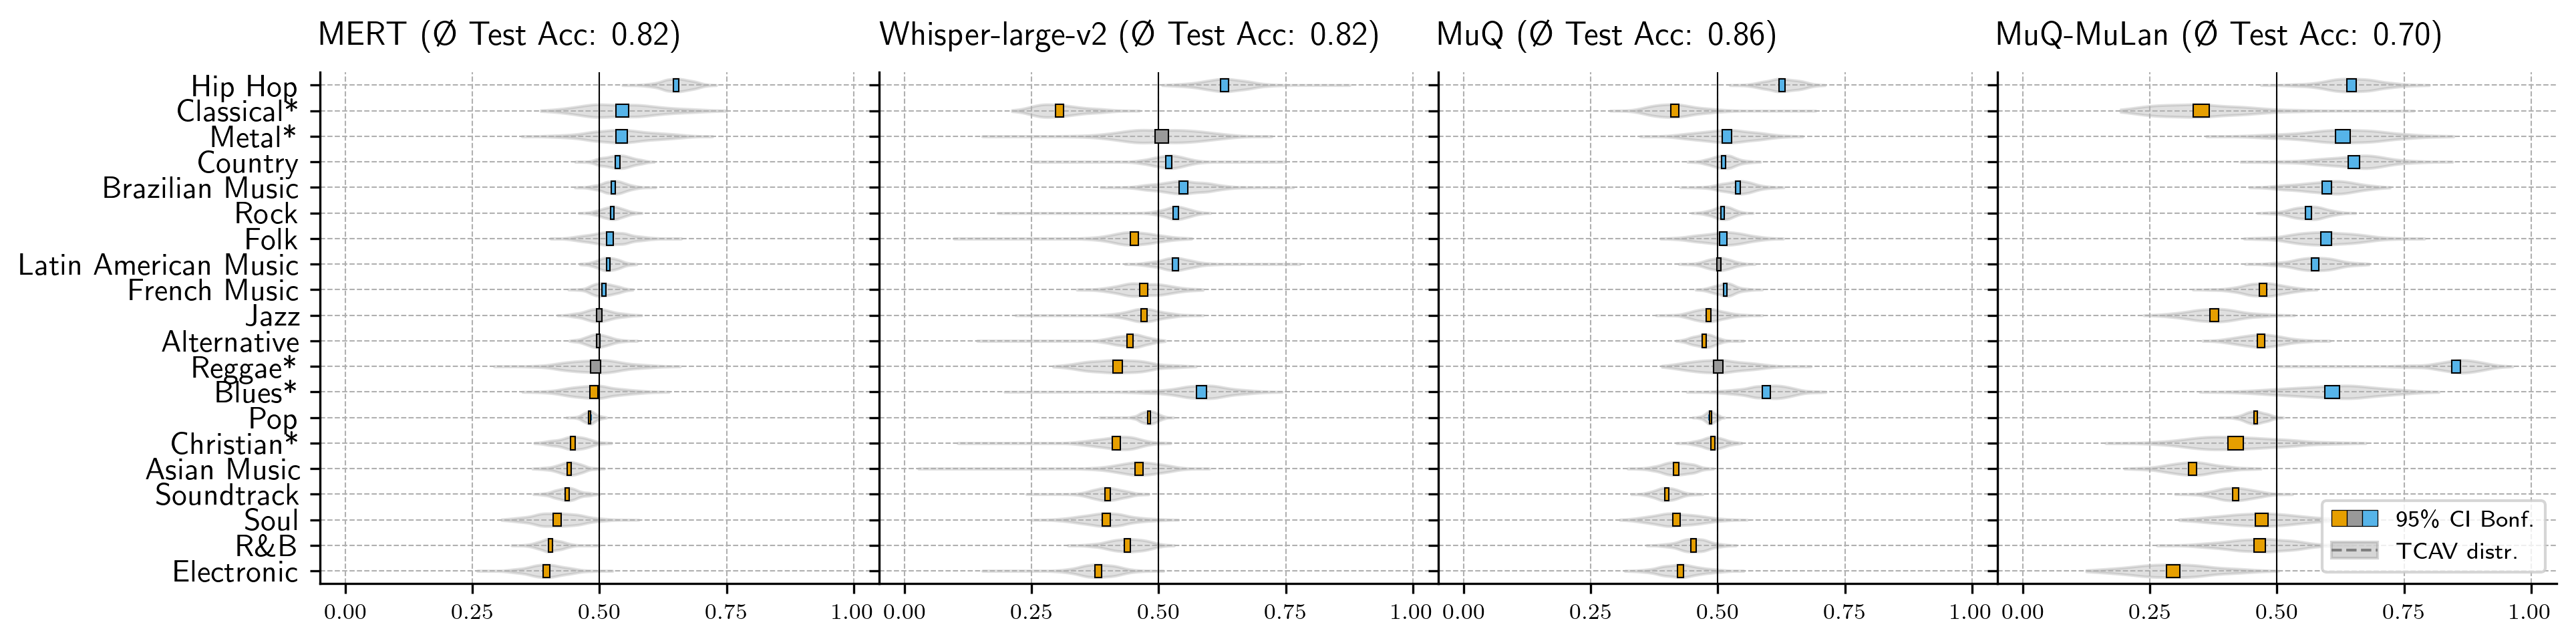 MERT (Ø Test Acc: 0.82)
Whisper-large-v2 (Ø Test Acc: 0.82)
MuQ (Ø Test Acc: 0.86)
MuQ-MuLan (Ø Test Acc: 0.70)
Hip Hop
Classical*
Metal*
Country
Brazilian Music
Rock
Folk
Latin American Music
French Music
Jazz
Alternative
Reggae*
Blues*
Pop
Christian*
Asian Music
Soundtrack
Soul
R&B
Electronic
95% CI Bonf.
TCAV distr.
0.00 0.25 0.50 0.75 1.00
0.00 0.25 0.50 0.75 1.00
0.00 0.25 0.50 0.75 1.00
0.00 0.25 0.50 0.75 1.00